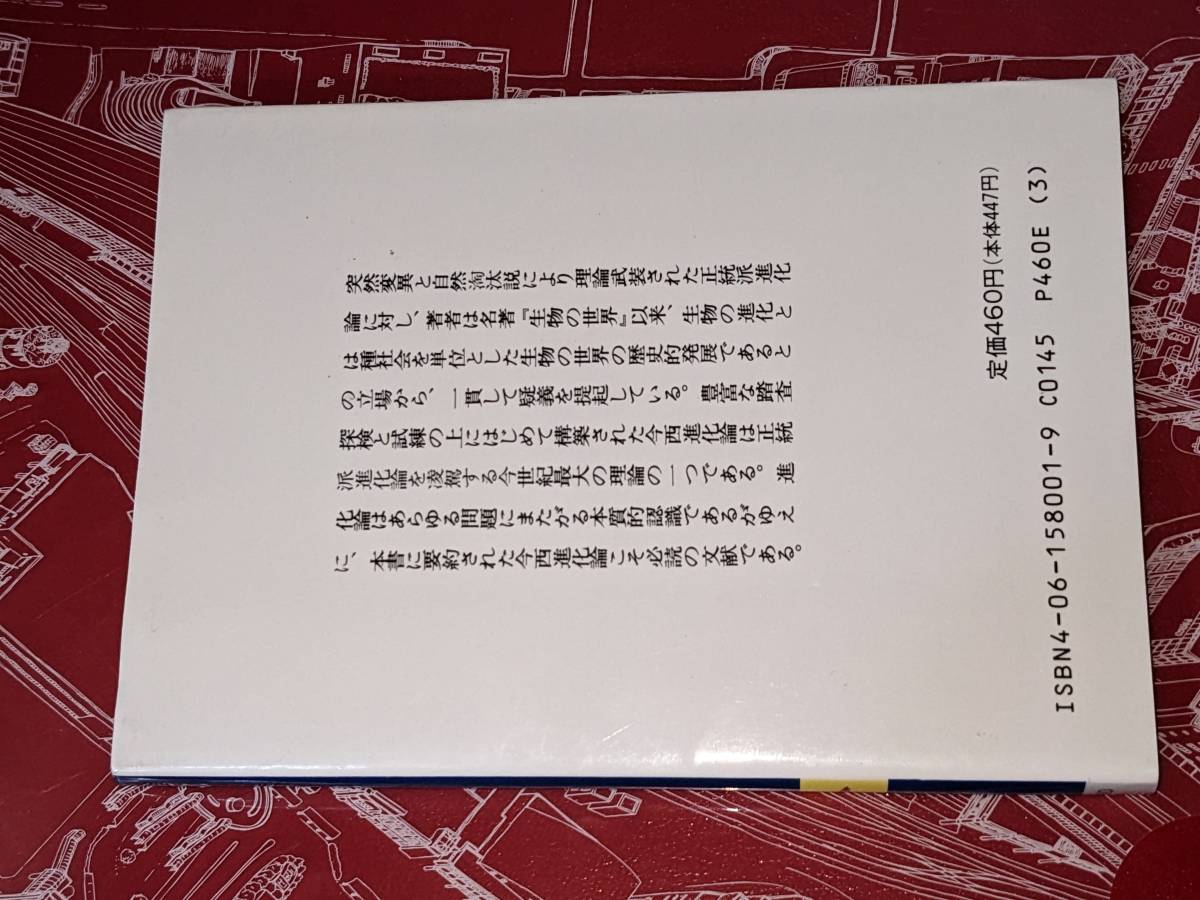 突然変異と自然淘汰説により理論武装された正統派進化
論に対し、著者は名著『生物の世界』以来、生物の進化と
は種社会を単位とした生物の世界の歴史的発展であると
の立場から、一貫して疑義を提起している。豊富な踏査
探検と試練の上にはじめて構築された今西進化論は正統
派進化論を凌駕する今世紀最大の理論の一つである。進
化論はあらゆる問題にまたがる本質的認識であるがゆえ
に、本書に要約された今西進化論こそ必読の文献である。
定価460円(本体447円)
ISBN4-06-158001-9 C0145 P460E (3)